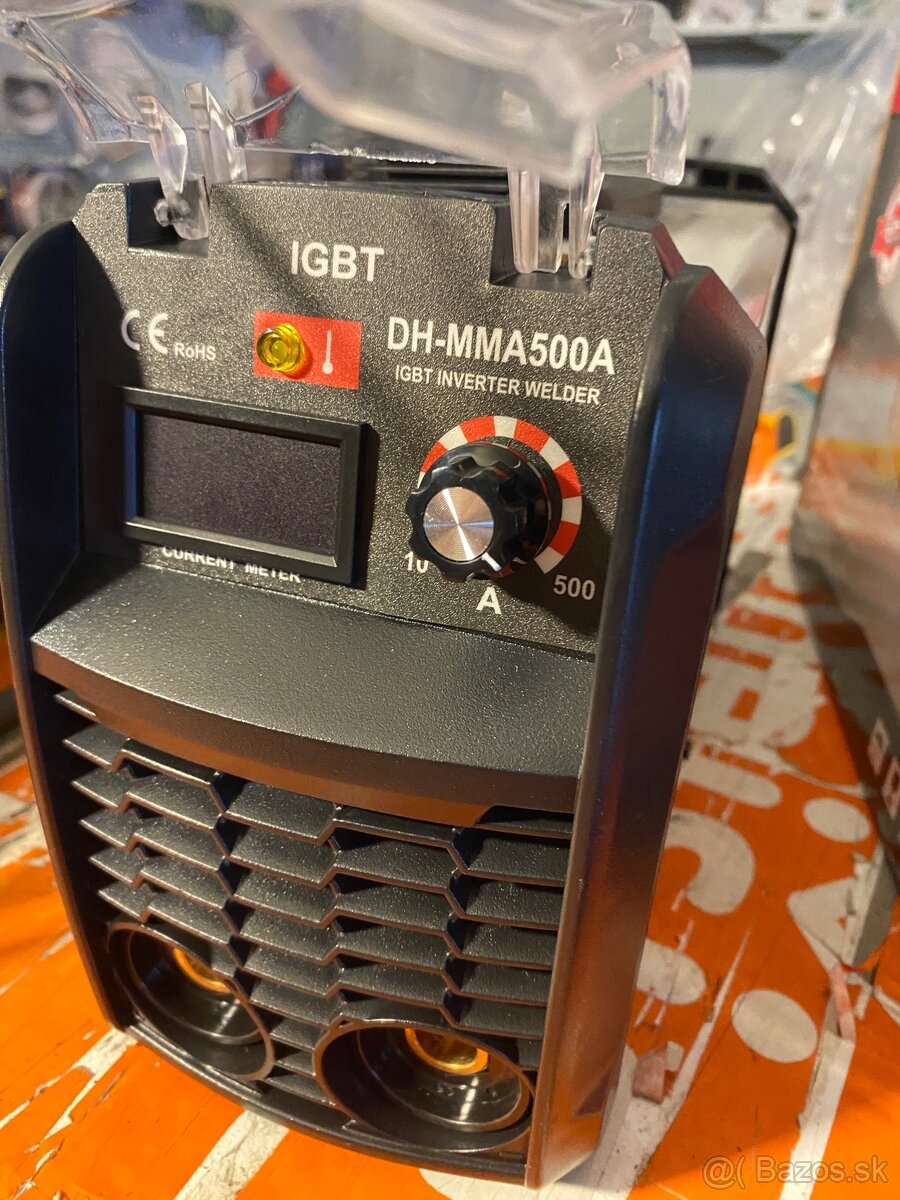 IGBT
CE RoHS
DH-MMA500A
IGBT INVERTER WELDER
CURRENT METER
10
500
A
@( Bazos.sk